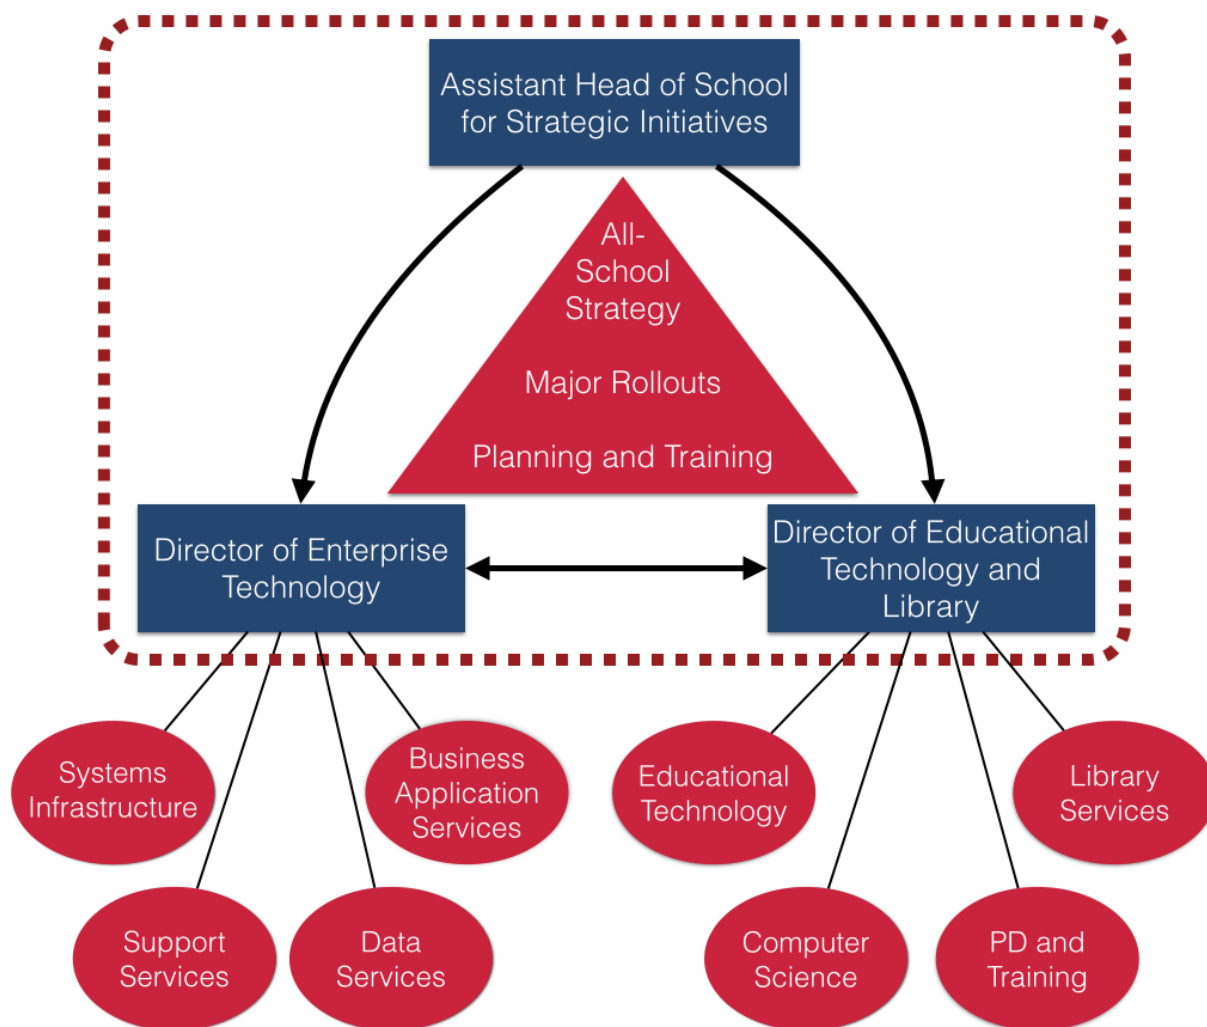 Assistant Head of School
for Strategic Initiatives
All-
School
Strategy
Major Rollouts
Planning and Training
Director of Enterprise
Technology
Director of Educational
Technology and
Library
Systems
Infrastructure
Business
Application
Services
Educational
Technology
Library
Services
Support
Services
Data
Services
Computer
Science
PD and
Training